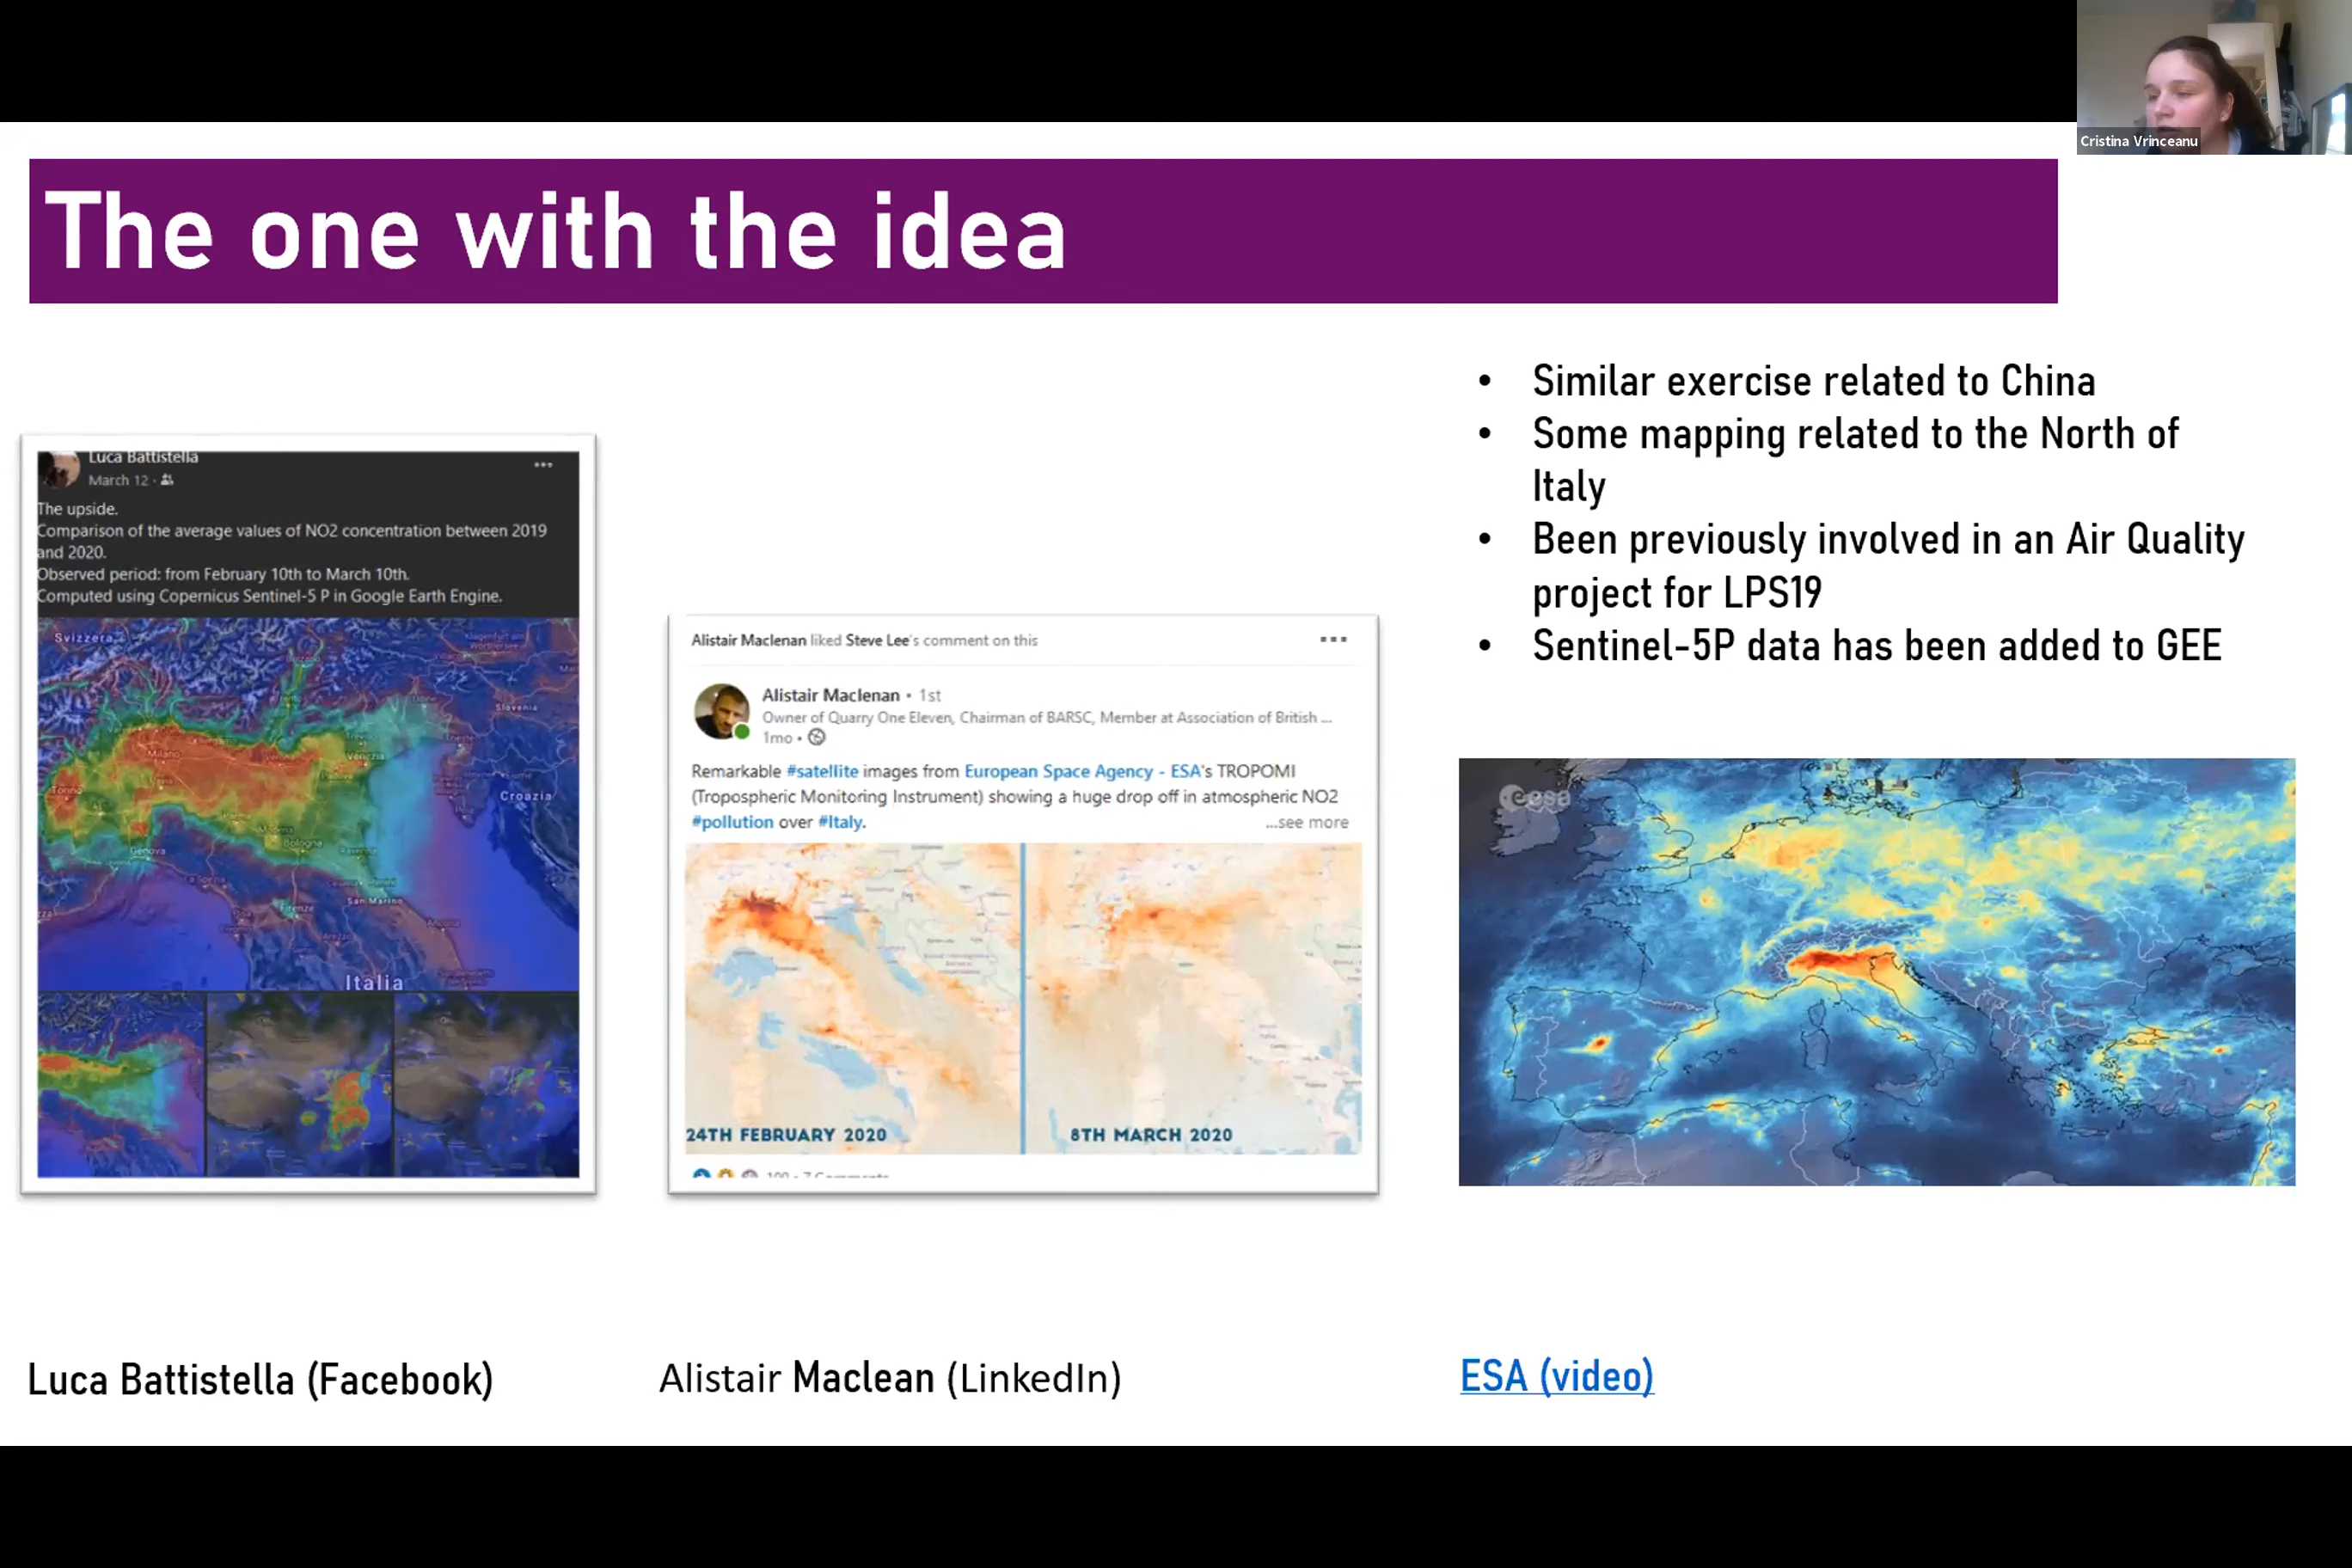 Cristina Vrinceanu
The one with the idea
Luca Battistella
March 12 ·
The upside.
Comparison of the average values of NO2 concentration between 2019
and 2020.
Observed period: from February 10th to March 10th.
Computed using Copernicus Sentinel-5 P in Google Earth Engine.
Svizzera
Slovenia
Milano
Venezia
Torino
Croazia
Bologna
Genova
San Marino
Firenze
Italia
Alistair Maclenan liked Steve Lee's comment on this
Alistair Maclenan • 1st
Owner of Quarry One Eleven, Chairman of BARSC, Member at Association of British ...
1mo •
Remarkable #satellite images from European Space Agency - ESA's TROPOMI
(Tropospheric Monitoring Instrument) showing a huge drop off in atmospheric NO2
#pollution over #Italy.
...see more
24TH FEBRUARY 2020
8TH MARCH 2020
• Similar exercise related to China
• Some mapping related to the North of
Italy
• Been previously involved in an Air Quality
project for LPS19
• Sentinel-5P data has been added to GEE
esa
Luca Battistella (Facebook)
Alistair Maclean (LinkedIn)
ESA (video)